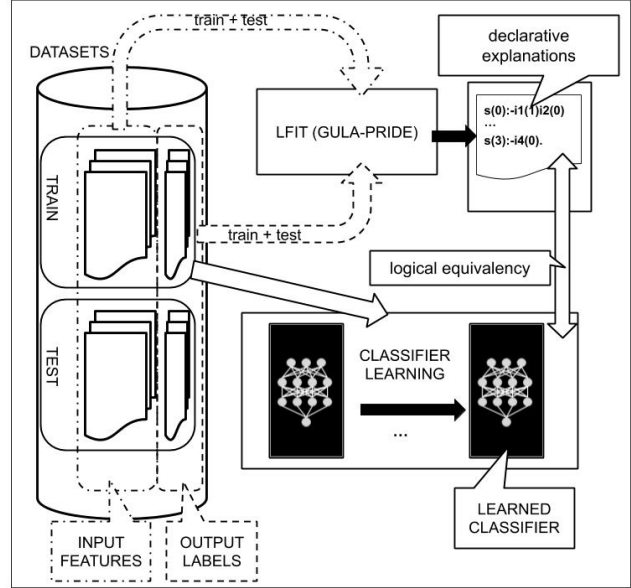 train + test
DATASETS
declarative
explanations
LFIT (GULA-PRIDE)
s(0):-i1(1)i2(0)
...
s(3):-i4(0).
TRAIN
train + test
logical equivalency
TEST
CLASSIFIER
LEARNING
...
LEARNED
CLASSIFIER
INPUT
FEATURES
OUTPUT
LABELS